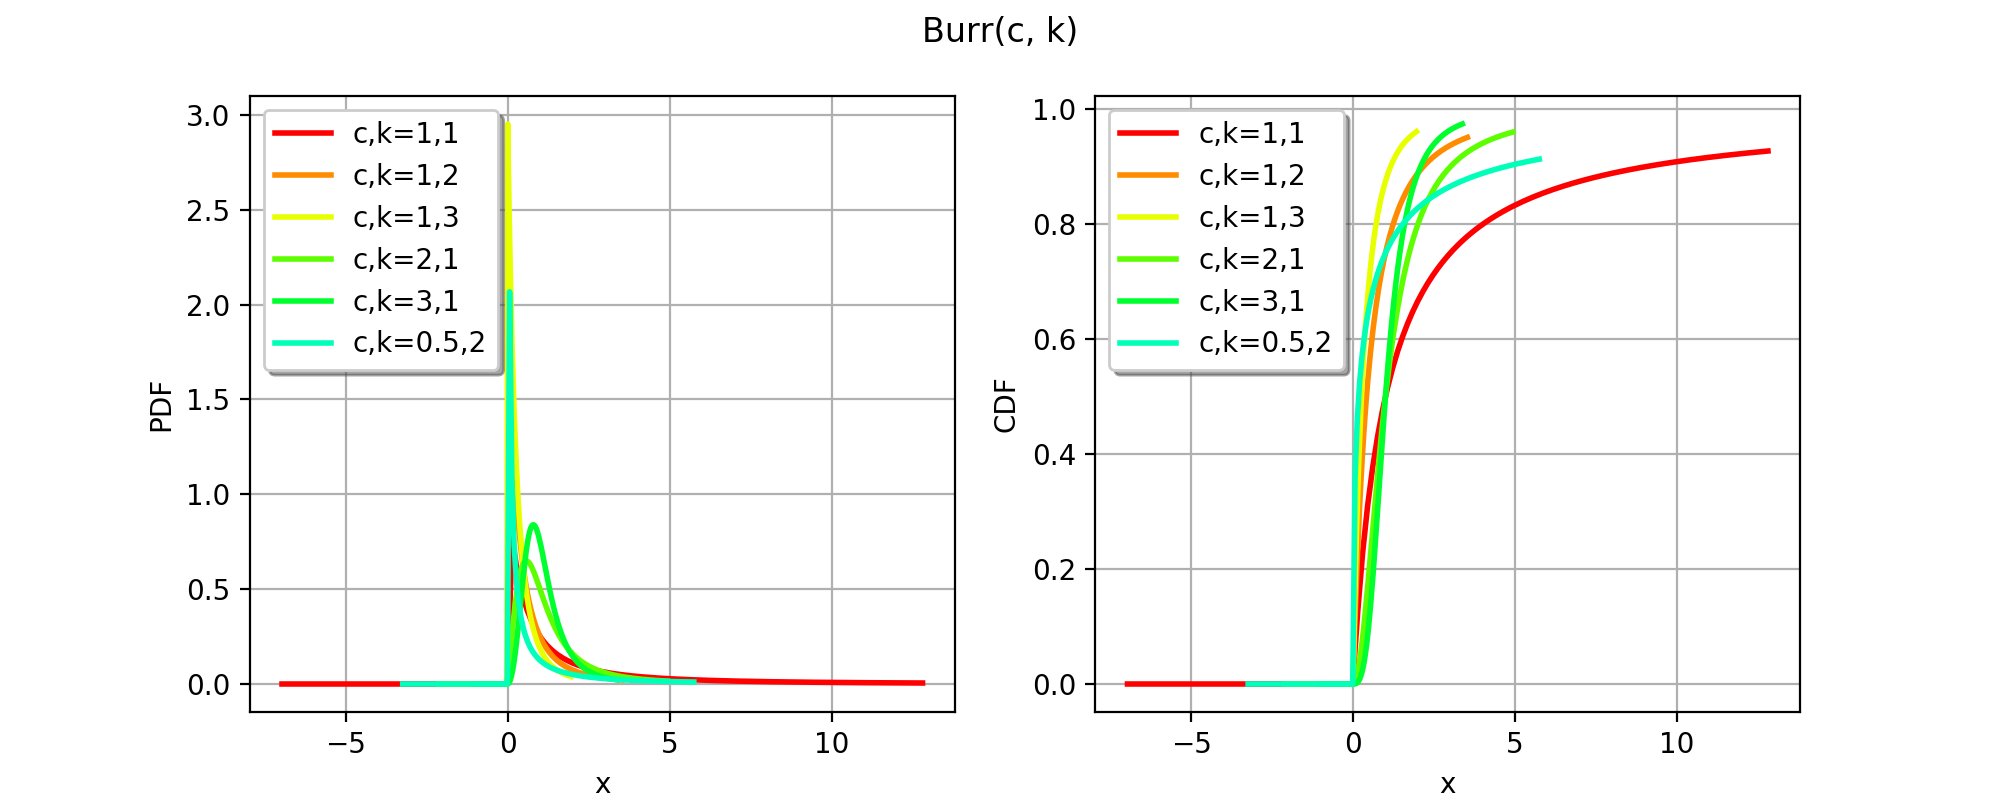 Burr(c, k)
3.0
2.5
2.0
1.5
1.0
0.5
0.0
PDF
c,k=1,1
c,k=1,2
c,k=1,3
c,k=2,1
c,k=3,1
c,k=0.5,2
−5 0 5 10
x
1.0
0.8
0.6
0.4
0.2
0.0
CDF
c,k=1,1
c,k=1,2
c,k=1,3
c,k=2,1
c,k=3,1
c,k=0.5,2
−5 0 5 10
x